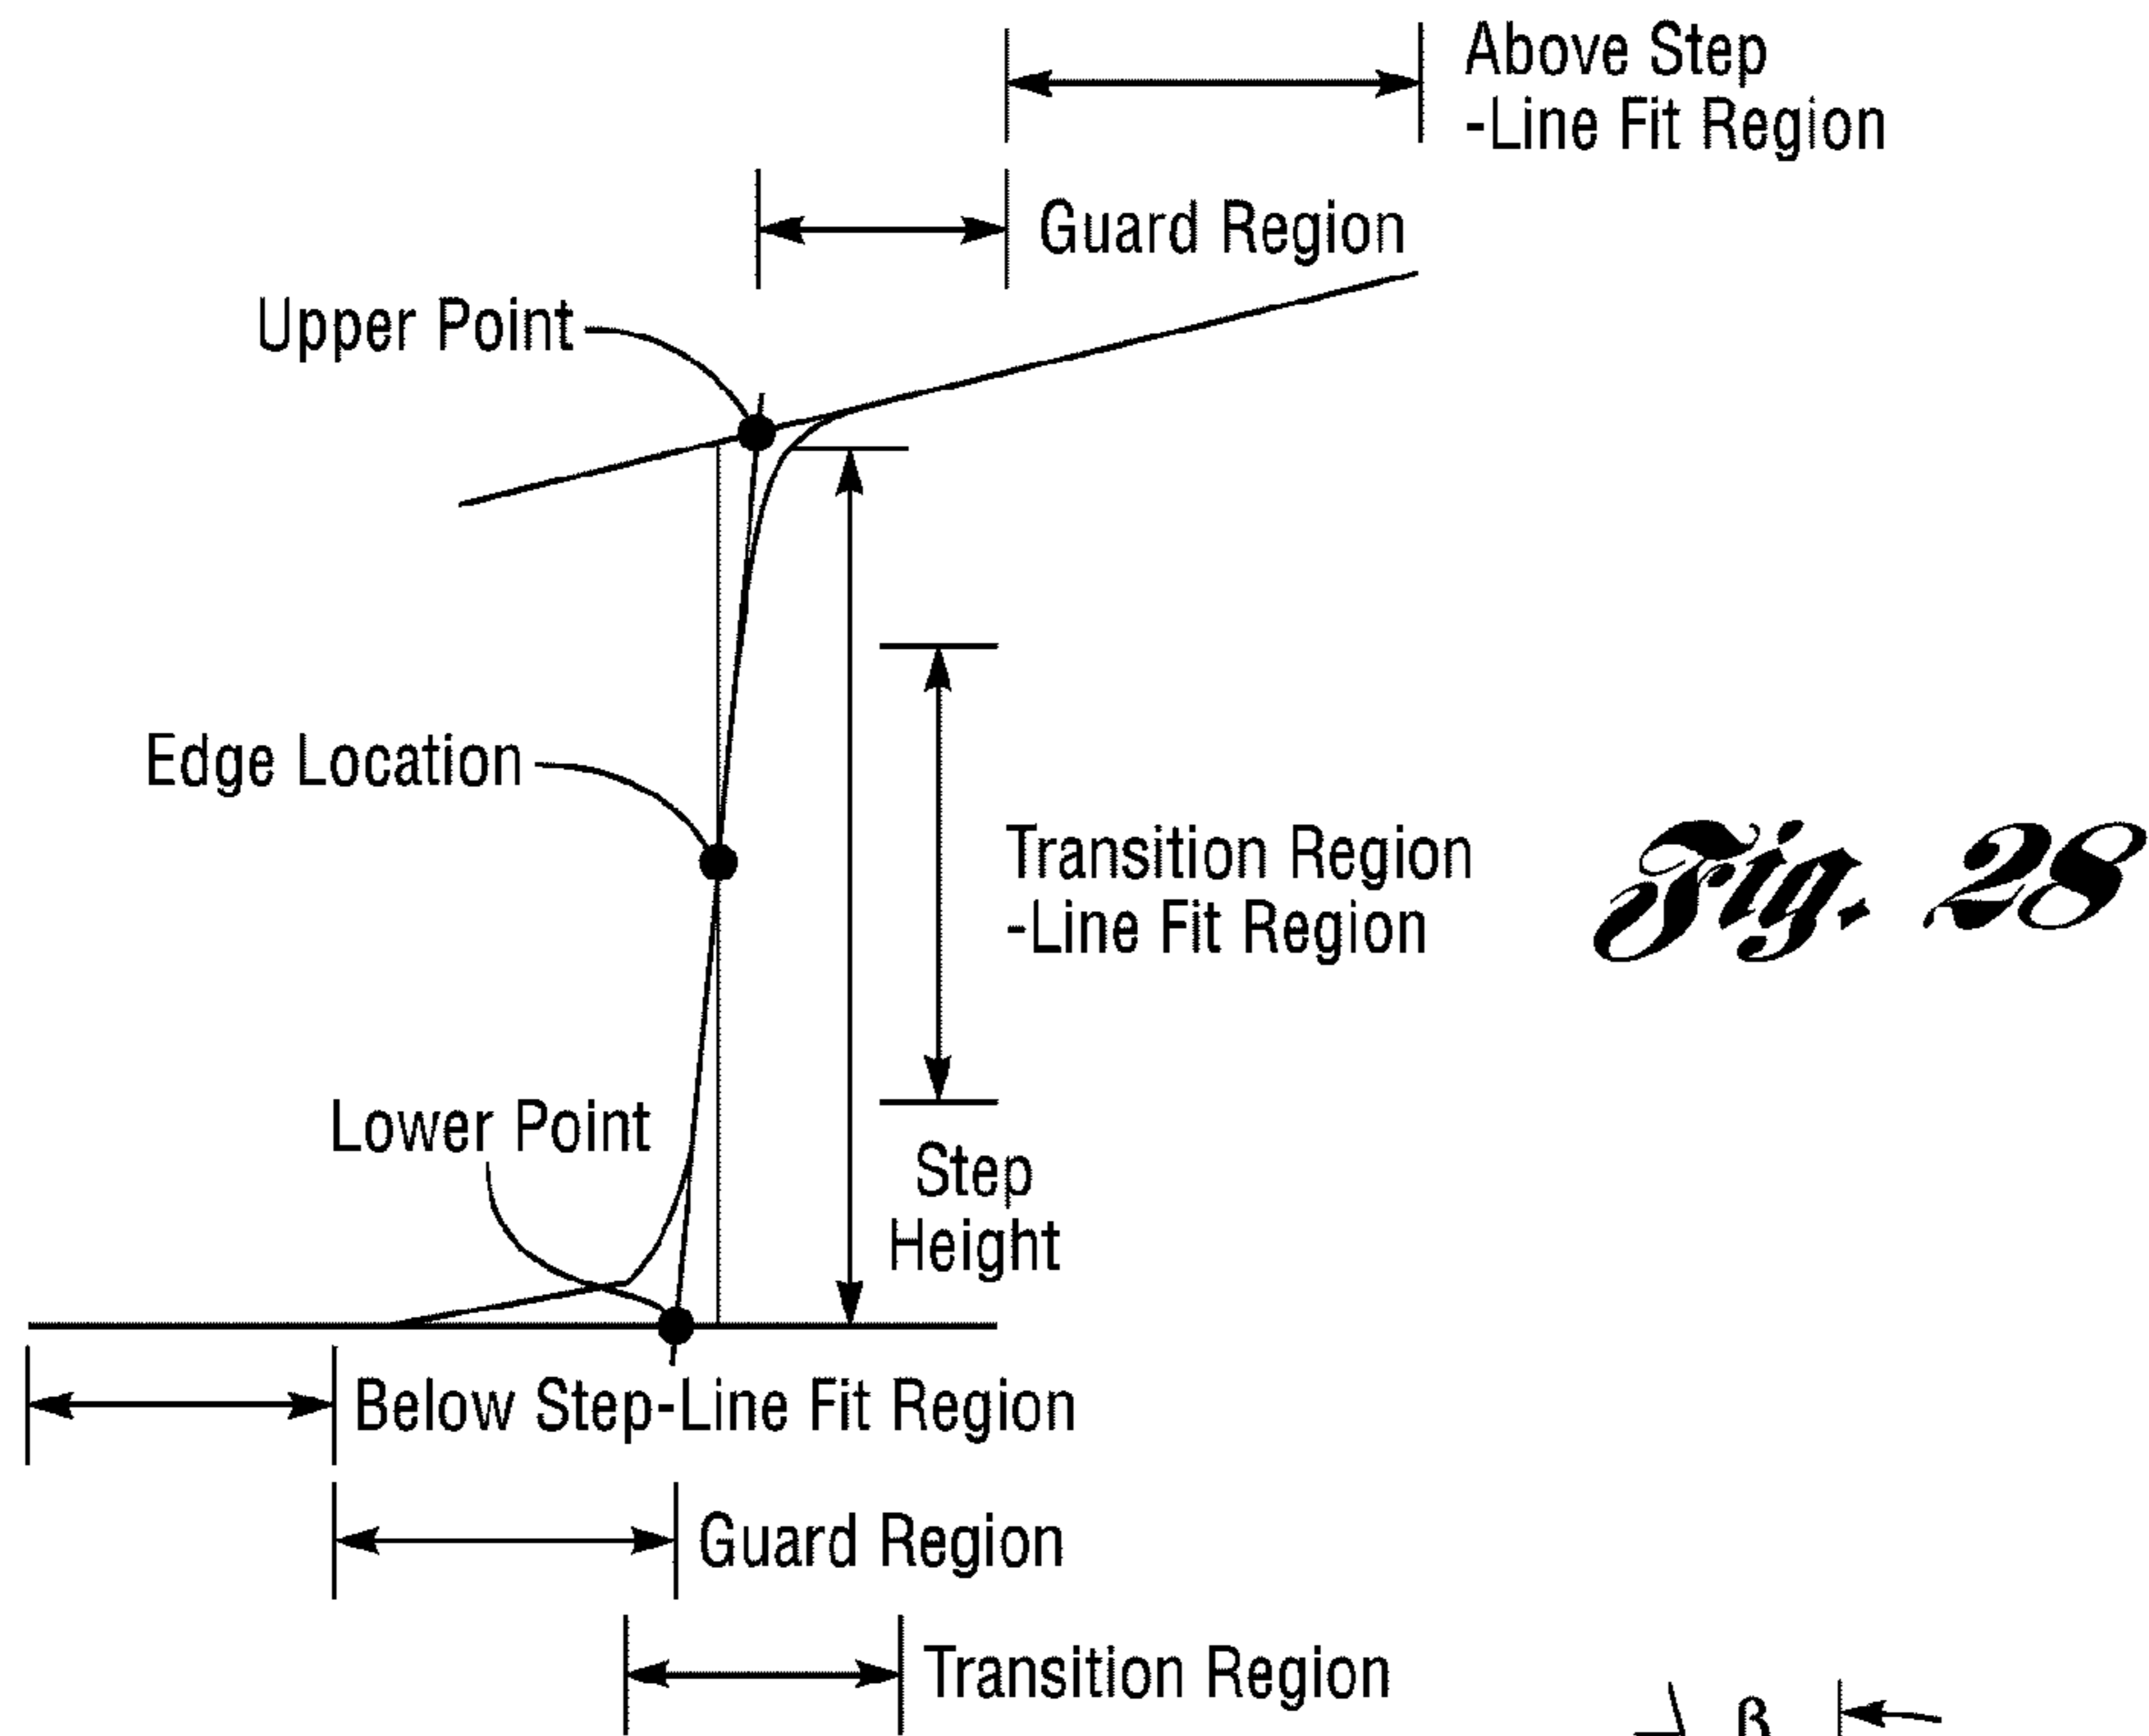 Above Step
-Line Fit Region
Guard Region
Upper Point
Edge Location
Transition Region
-Line Fit Region
Fig. 28
Lower Point
Step
Height
Below Step-Line Fit Region
Guard Region
Transition Region
β